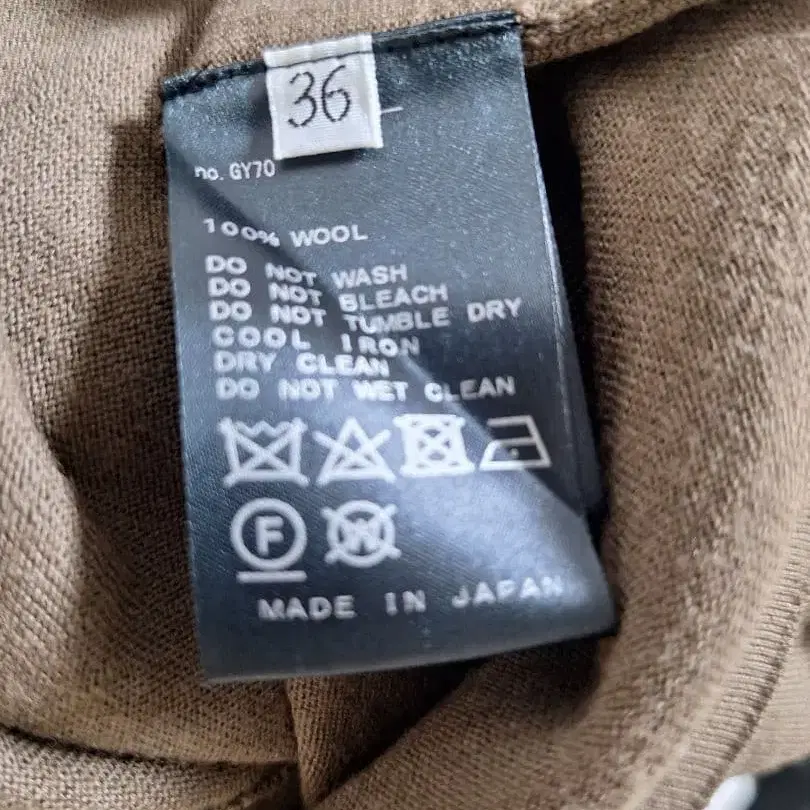 36
no. GY70
100% WOOL
DO NOT WASH
DO NOT BLEACH
DO NOT TUMBLE DRY
COOL IRON
DRY CLEAN
DO NOT WET CLEAN
F W
MADE IN JAPAN